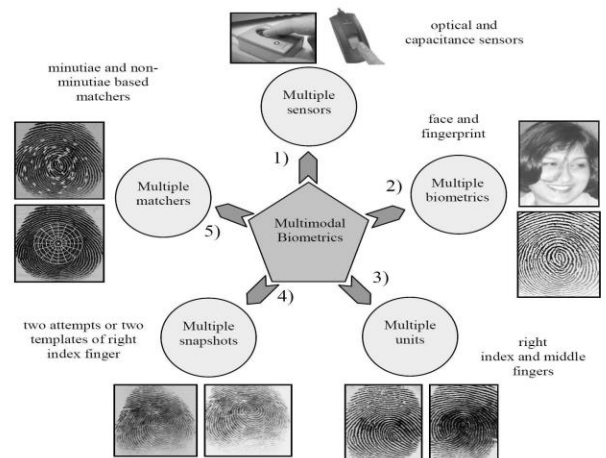 optical and
capacitance sensors
Multiple
sensors
minutiae and non-
minutiae based
matchers
face and
fingerprint
1)
2)
Multiple
matchers
Multiple
biometrics
Multimodal
Biometrics
5)
3)
4)
two attempts or two
templates of right
index finger
Multiple
snapshots
Multiple
units
right
index and middle
fingers